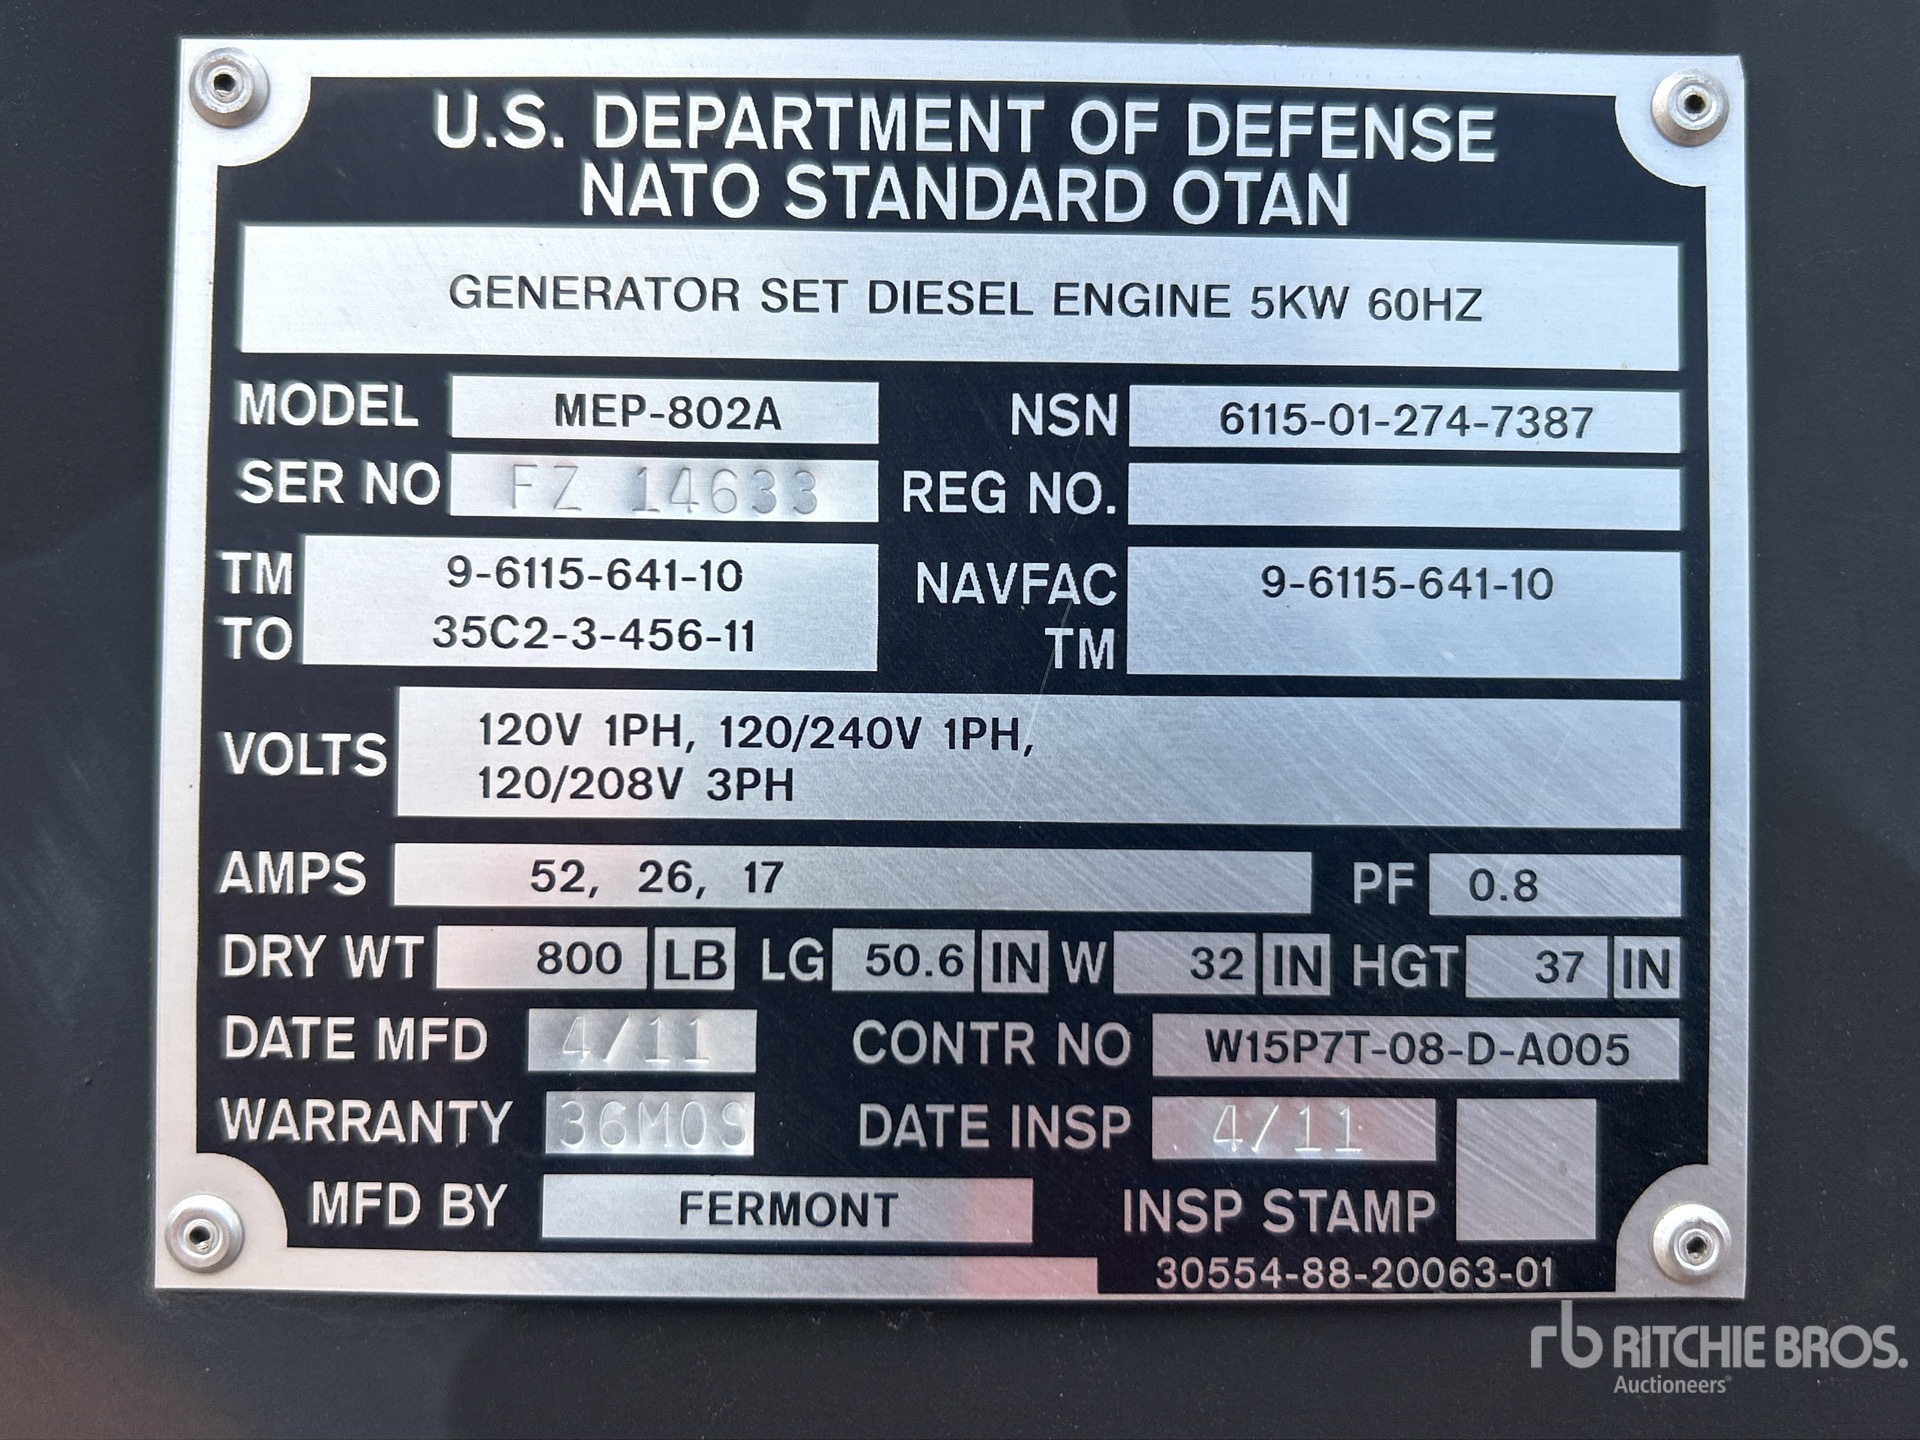 U.S. DEPARTMENT OF DEFENSE
NATO STANDARD OTAN
GENERATOR SET DIESEL ENGINE 5KW 60HZ
MODEL MEP-802A NSN 6115-01-274-7387
SER NO FZ 14633 REG NO.
TM 9-6115-641-10 NAVFAC 9-6115-641-10
TO 35C2-3-456-11 TM
VOLTS 120V 1PH, 120/240V 1PH,
120/208V 3PH
AMPS 52, 26, 17 PF 0.8
DRY WT 800 LB LG 50.6 IN W 32 IN HGT 37 IN
DATE MFD 4/11 CONTR NO W15P7T-08-D-A005
WARRANTY 36MOS DATE INSP 4/11
MFD BY FERMONT INSP STAMP
30554-88-20063-01
rb RITCHIE BROS.
Auctioneers®